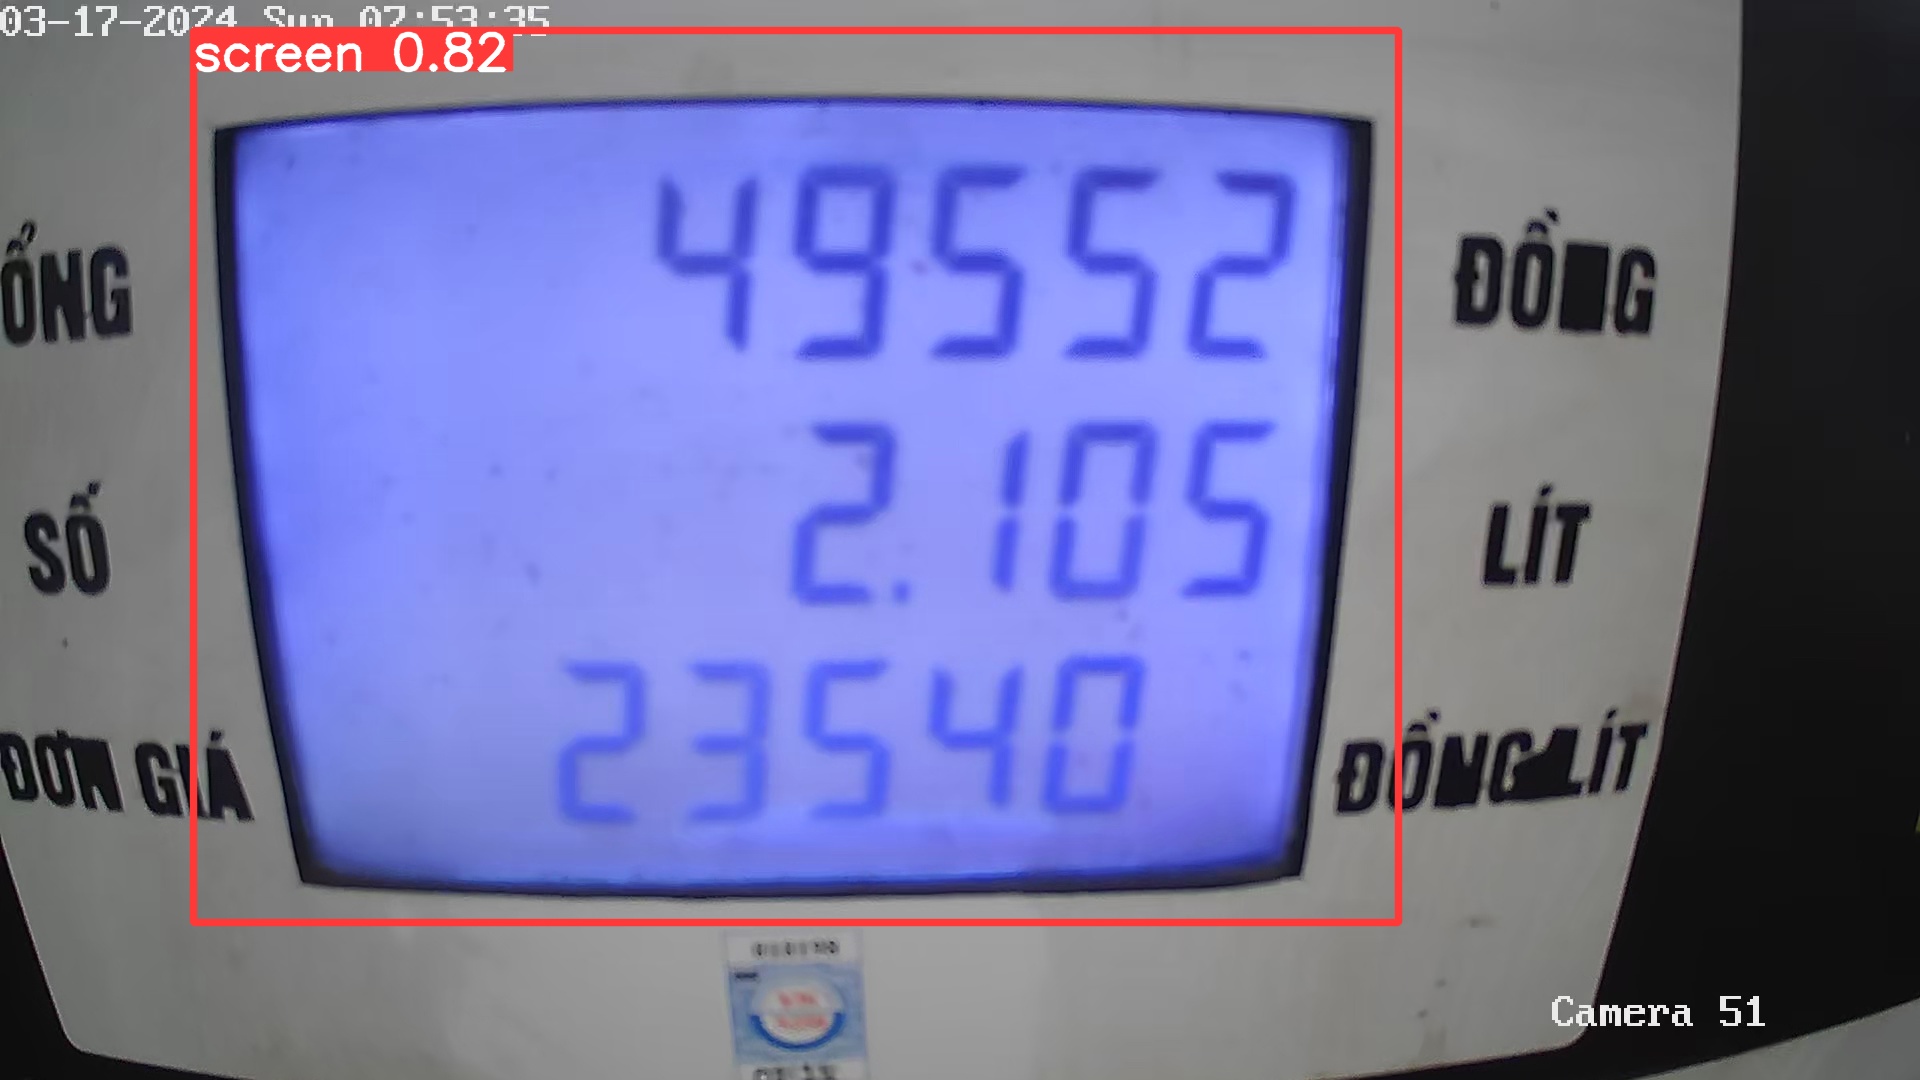 03-17-2024 Sun 07:53:35
screen 0.82
49552
ỔNG ĐỒNG
2.105
SỐ LÍT
23540
ĐƠN GIÁ ĐỒNG/LÍT
Camera 51